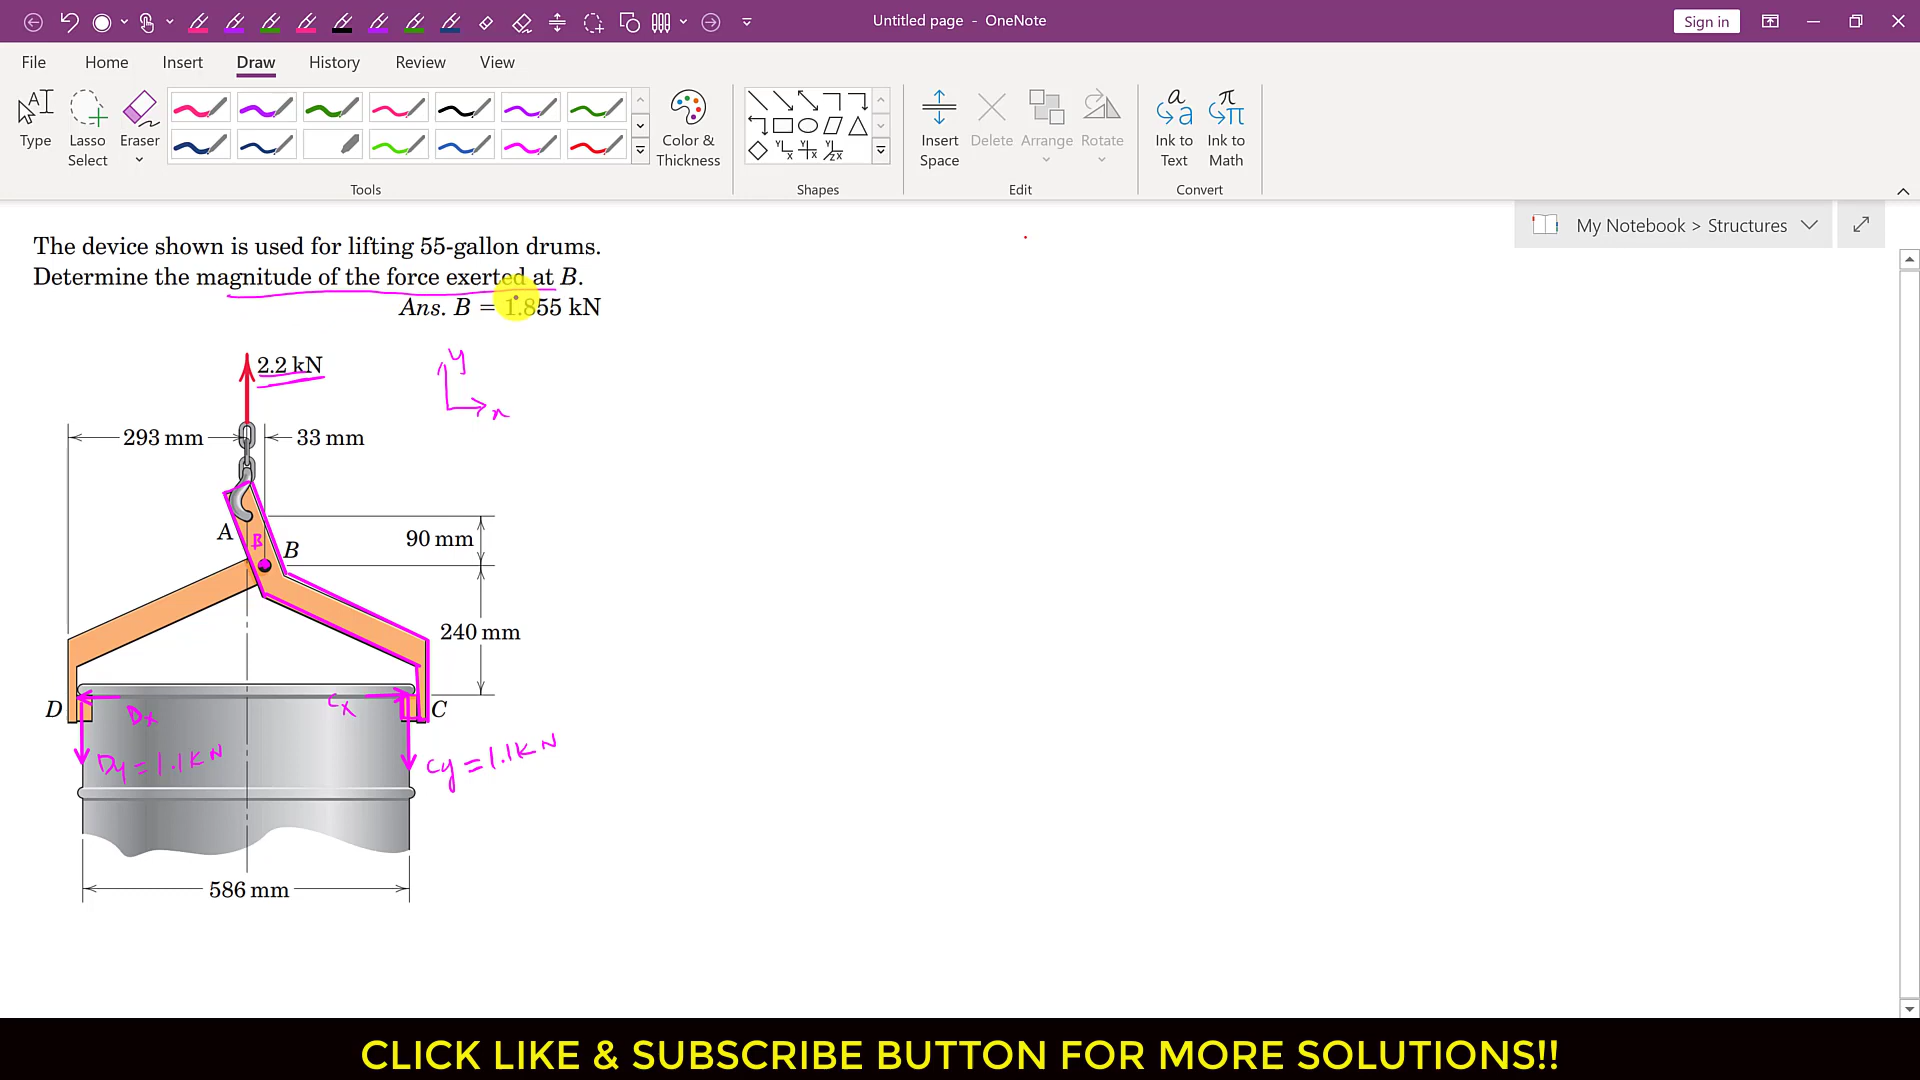 Untitled page - OneNote
Sign in
File Home Insert Draw History Review View
Type
Lasso Select
Eraser
Color & Thickness
Insert Space
Delete
Arrange
Rotate
Ink to Text
Ink to Math
Tools
Shapes
Edit
Convert
My Notebook > Structures
The device shown is used for lifting 55-gallon drums.
Determine the magnitude of the force exerted at B.
Ans. B = 1.855 kN
2.2 kN
y
x
293 mm
33 mm
A
B
B
90 mm
240 mm
D
Dx
Cx
C
Dy = 1.1 KN
Cy = 1.1 KN
586 mm
CLICK LIKE & SUBSCRIBE BUTTON FOR MORE SOLUTIONS!!